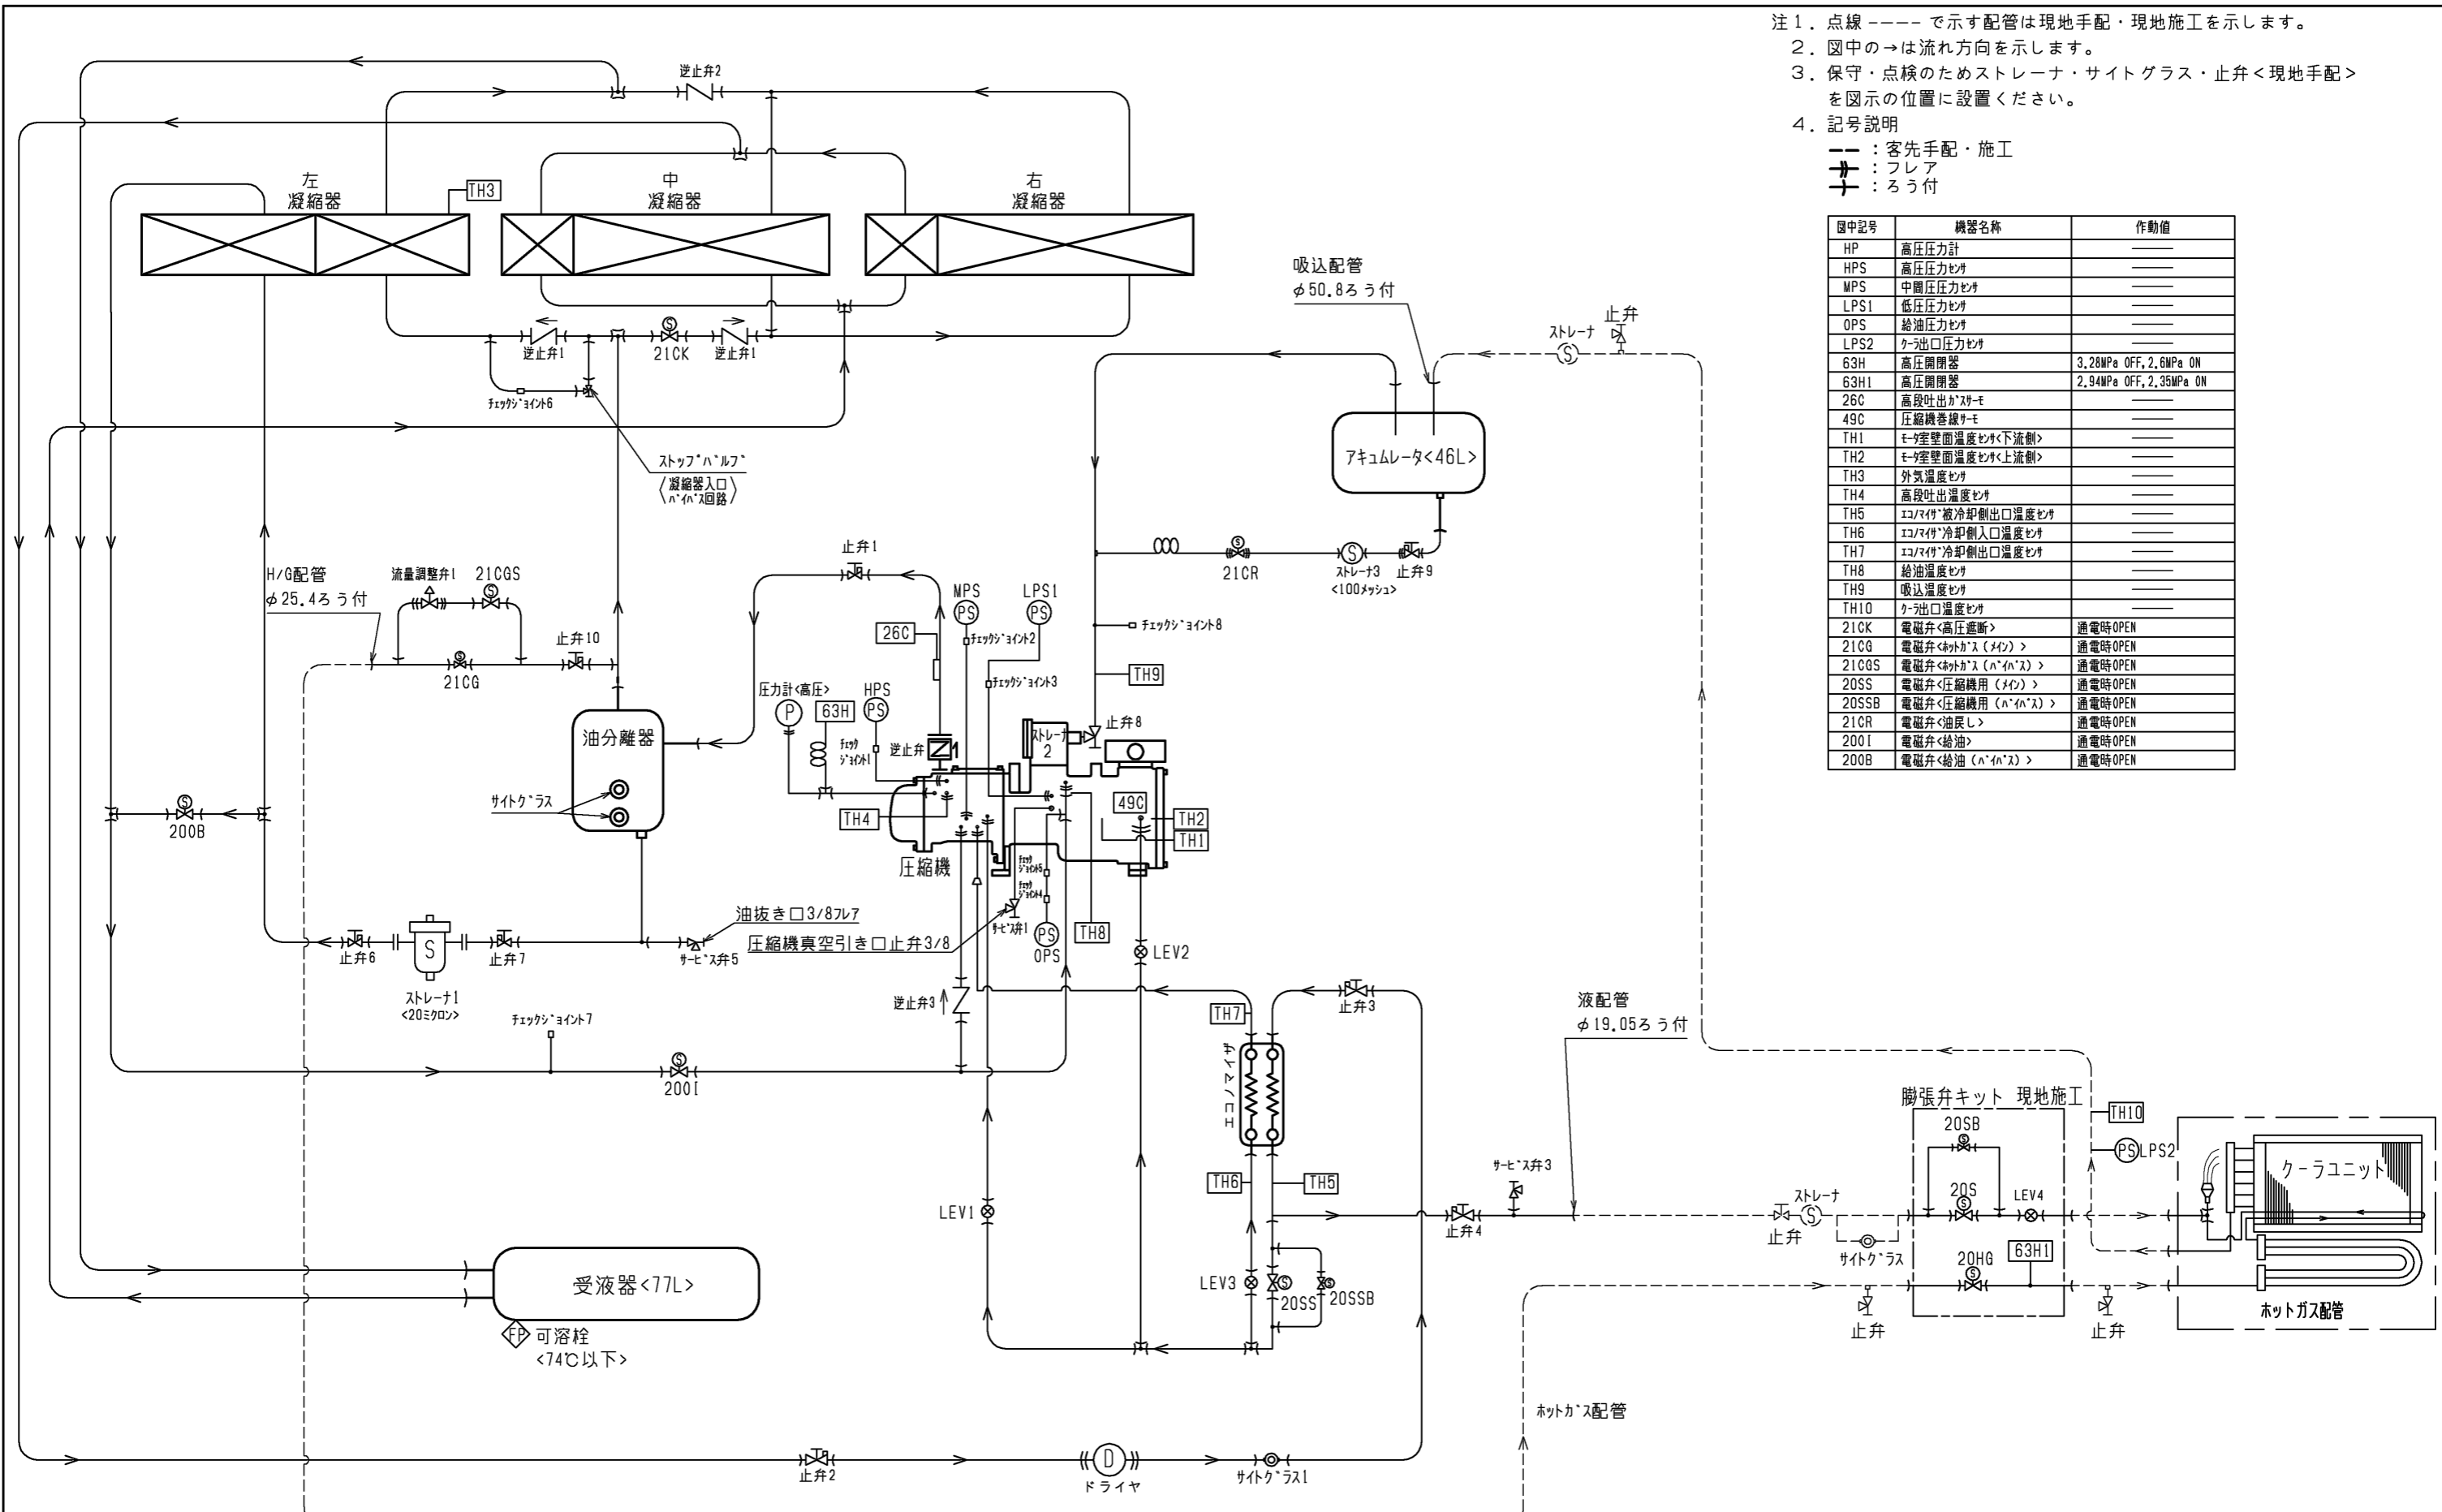 注1. 点線 ---- で示す配管は現地手配・現地施工を示します。
2. 図中の→は流れ方向を示します。
3. 保守・点検のためストレーナ・サイトグラス・止弁<現地手配>
を図示の位置に設置ください。
4. 記号説明
: 客先手配・施工
: フレア
: ろう付
図中記号 機器名称 作動値
HP 高圧圧力計 ――
HPS 高圧圧力センサ ――
MPS 中間圧圧力センサ ――
LPS1 低圧圧力センサ ――
OPS 給油圧力センサ ――
LPS2 クーラ出口圧力センサ ――
63H 高圧開閉器 3.28MPa OFF,2.6MPa ON
63H1 高圧開閉器 2.94MPa OFF,2.35MPa ON
26C 高段吐出ガスサーモ ――
49C 圧縮機巻線サーモ ――
TH1 モータ室壁面温度センサ<下流側> ――
TH2 モータ室壁面温度センサ<上流側> ――
TH3 外気温度センサ ――
TH4 高段吐出温度センサ ――
TH5 エコノマイザ被冷却側出口温度センサ ――
TH6 エコノマイザ冷却側入口温度センサ ――
TH7 エコノマイザ冷却側出口温度センサ ――
TH8 給油温度センサ ――
TH9 吸込温度センサ ――
TH10 クーラ出口温度センサ ――
21CK 電磁弁<高圧遮断> 通電時OPEN
21CG 電磁弁<ホットガス(メイン)> 通電時OPEN
21CGS 電磁弁<ホットガス(バイパス)> 通電時OPEN
20SS 電磁弁<圧縮機用(メイン)> 通電時OPEN
20SSB 電磁弁<圧縮機用(バイパス)> 通電時OPEN
21CR 電磁弁<油戻し> 通電時OPEN
200I 電磁弁<給油> 通電時OPEN
200B 電磁弁<給油(バイパス)> 通電時OPEN
逆止弁2
左
凝縮器
TH3
中
凝縮器
右
凝縮器
逆止弁1
S
21CK
逆止弁1
チェックジョイント6
ストップバルブ
〈凝縮器入口
バイパス回路〉
吸込配管
φ50.8ろう付
ストレーナ
S
止弁
アキュムレータ<46L>
S
21CR
S
ストレーナ3
<100メッシュ>
止弁9
H/G配管
φ25.4ろう付
流量調整弁1
21CGS
S
止弁10
S
21CG
止弁1
26C
MPS
PS
チェックジョイント2
LPS1
PS
チェックジョイント3
チェックジョイント8
TH9
圧力計<高圧>
P
63H
HPS
PS
チェック
ジョイント1
逆止弁
ストレーナ
2
止弁8
油分離器
サイトグラス
TH4
49C
TH2
TH1
圧縮機
S
200B
チェック
ジョイント5
チェック
ジョイント4
サービス弁1
PS
OPS
TH8
油抜き口3/8フレア
圧縮機真空引き口止弁3/8
止弁6
S
止弁7
サービス弁5
ストレーナ1
<20ミクロン>
LEV2
逆止弁3
チェックジョイント7
S
200I
TH7
止弁3
エコノマイザ
TH6
TH5
液配管
φ19.05ろう付
LEV1
サービス弁3
止弁4
LEV3
S
20SS
S
20SSB
受液器<77L>
FP
可溶栓
<74℃以下>
止弁2
D
ドライヤ
サイトグラス1
ホットガス配管
膨張弁キット 現地施工
20SB
S
20S
S
LEV4
20HG
S
63H1
ストレーナ
S
止弁
サイトグラス
止弁
止弁
TH10
PS
LPS2
クーラユニット
ホットガス配管